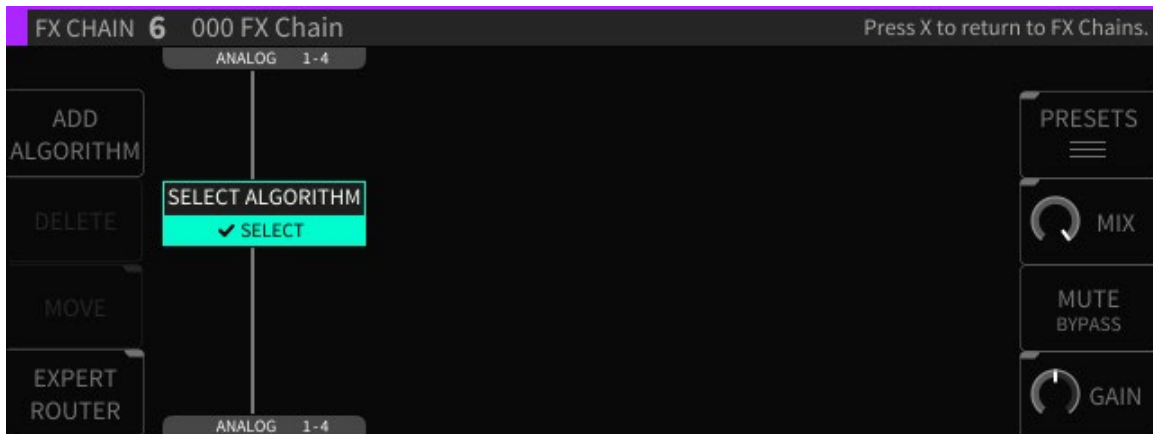 FX CHAIN 6 000 FX Chain
Press X to return to FX Chains.
ANALOG 1-4
ADD
ALGORITHM
DELETE
MOVE
EXPERT
ROUTER
SELECT ALGORITHM
✔ SELECT
ANALOG 1-4
PRESETS
MIX
MUTE
BYPASS
GAIN